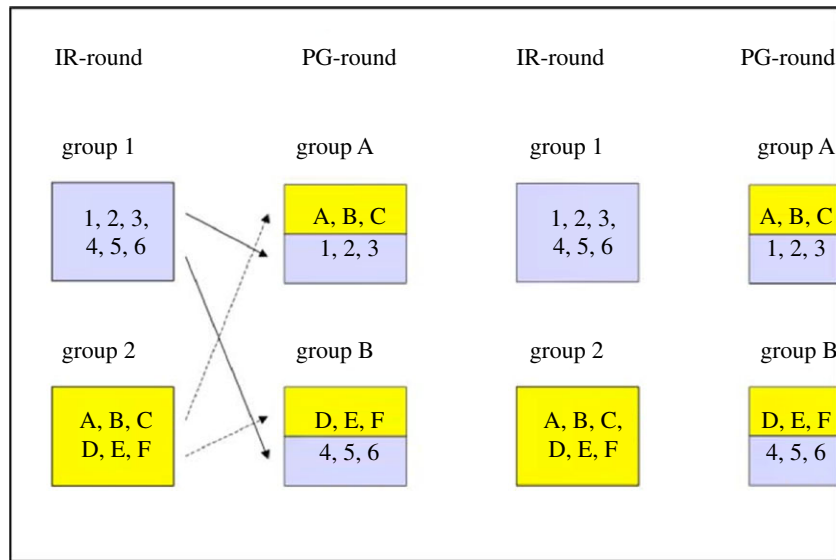 IR-round PG-round IR-round PG-round
group 1 group A group 1 group A
1, 2, 3,
4, 5, 6
A, B, C
1, 2, 3
1, 2, 3,
4, 5, 6
A, B, C
1, 2, 3
group 2 group B group 2 group B
A, B, C
D, E, F
D, E, F
4, 5, 6
A, B, C,
D, E, F
D, E, F
4, 5, 6